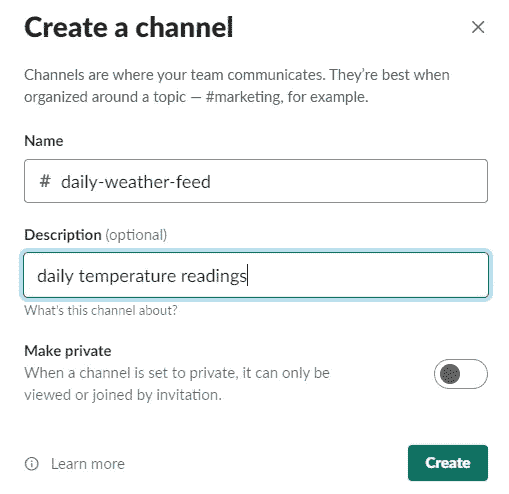 Create a channel
Channels are where your team communicates. They’re best when
organized around a topic — #marketing, for example.
Name
# daily-weather-feed
Description (optional)
daily temperature readings
What's this channel about?
Make private
When a channel is set to private, it can only be
viewed or joined by invitation.
Learn more
Create